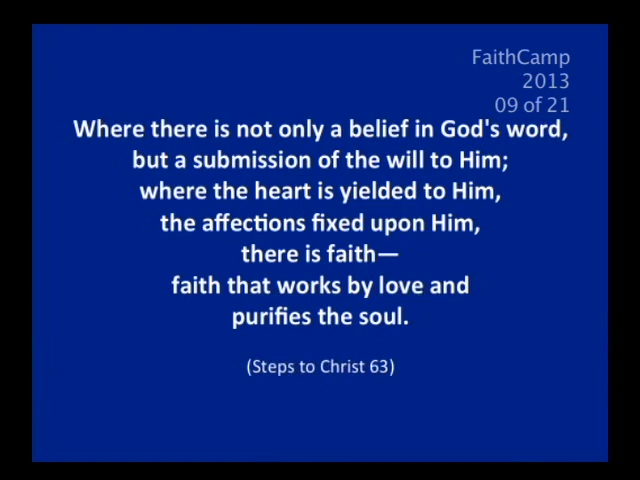 FaithCamp
2013
09 of 21
Where there is not only a belief in God's word,
but a submission of the will to Him;
where the heart is yielded to Him,
the affections fixed upon Him,
there is faith—
faith that works by love and
purifies the soul.
(Steps to Christ 63)